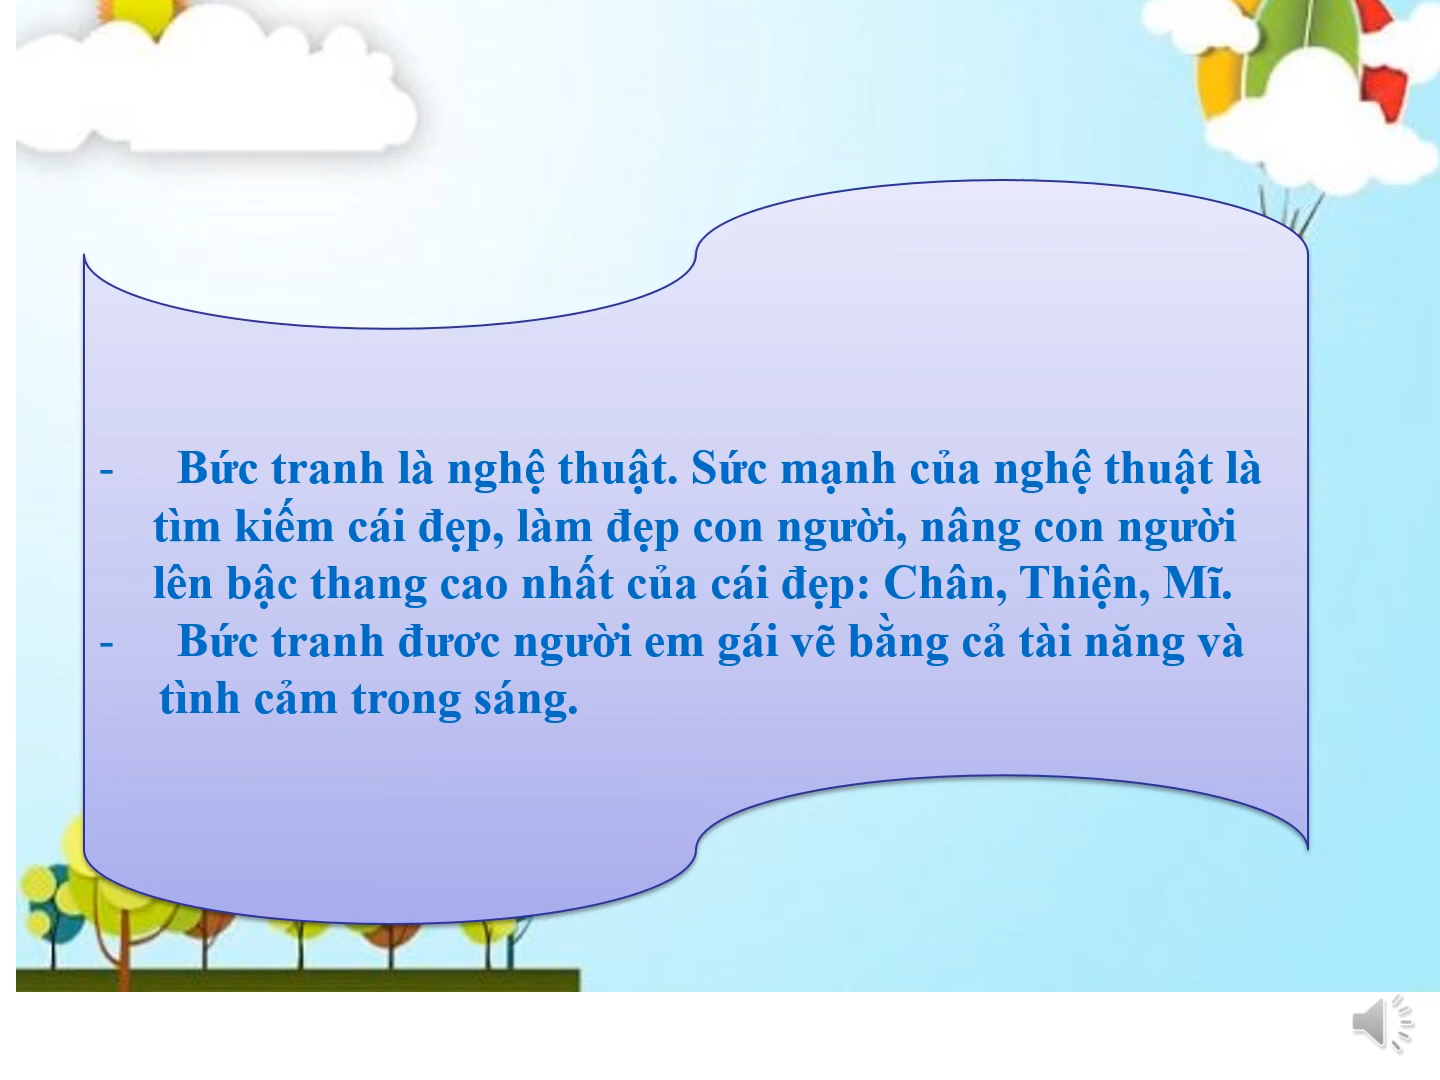 - Bức tranh là nghệ thuật. Sức mạnh của nghệ thuật là
tìm kiếm cái đẹp, làm đẹp con người, nâng con người
lên bậc thang cao nhất của cái đẹp: Chân, Thiện, Mĩ.
- Bức tranh đươc người em gái vẽ bằng cả tài năng và
tình cảm trong sáng.